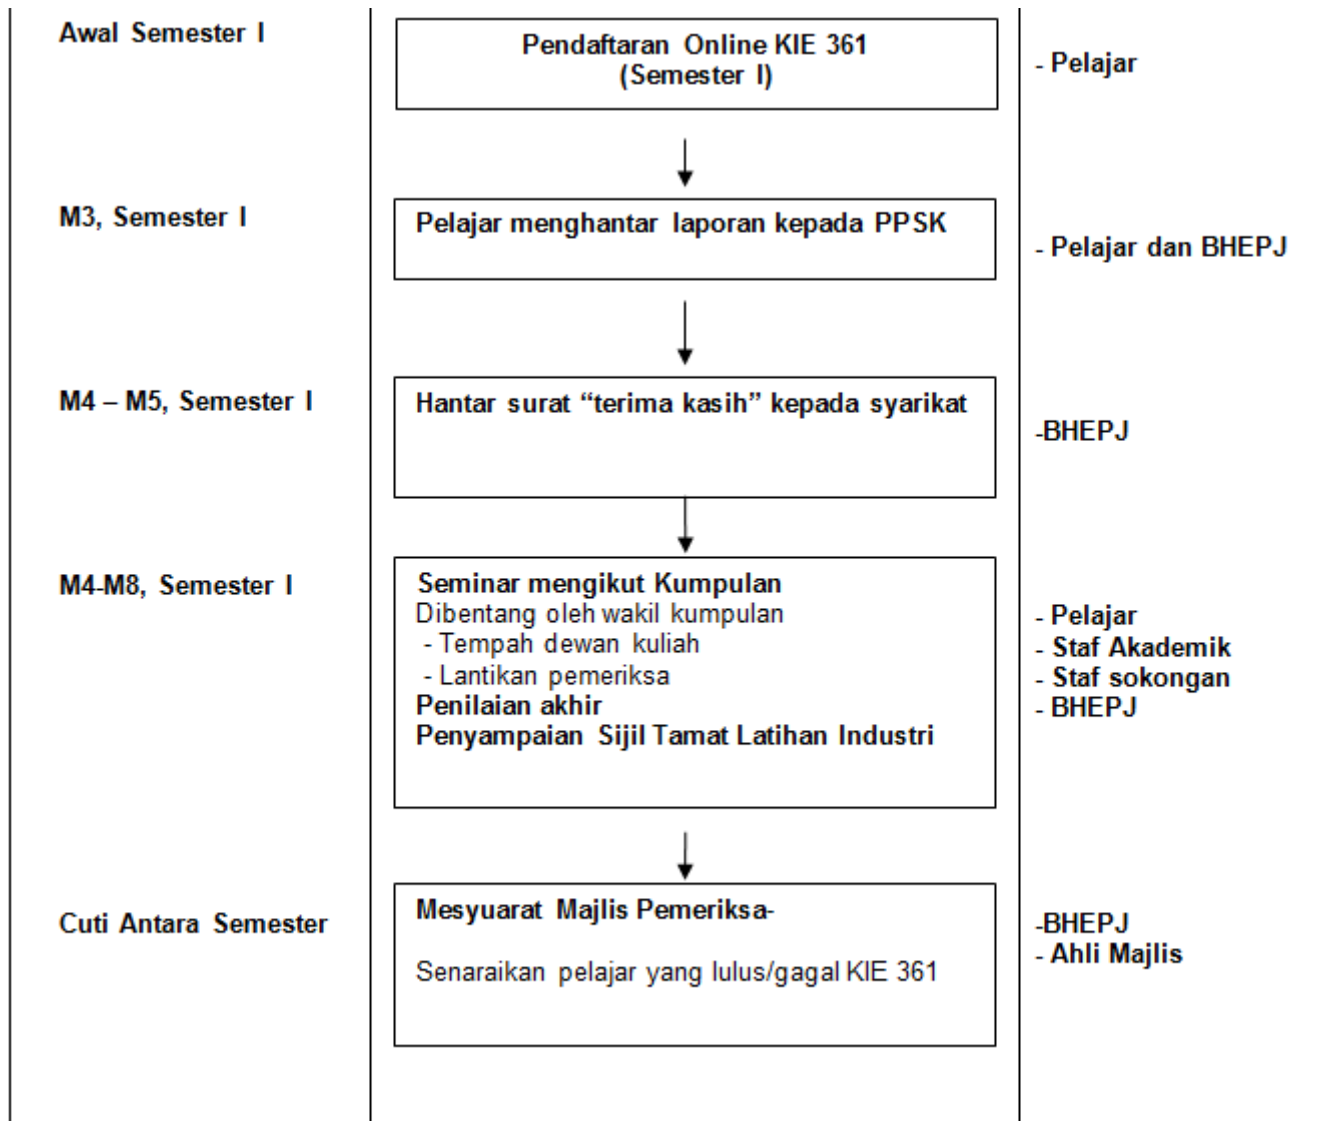 Awal Semester I
Pendaftaran Online KIE 361
(Semester I)
- Pelajar
M3, Semester I
Pelajar menghantar laporan kepada PPSK
- Pelajar dan BHEPJ
M4 – M5, Semester I
Hantar surat “terima kasih” kepada syarikat
-BHEPJ
M4-M8, Semester I
Seminar mengikut Kumpulan
Dibentang oleh wakil kumpulan
- Tempah dewan kuliah
- Lantikan pemeriksa
Penilaian akhir
Penyampaian Sijil Tamat Latihan Industri
- Pelajar
- Staf Akademik
- Staf sokongan
- BHEPJ
Cuti Antara Semester
Mesyuarat Majlis Pemeriksa-
Senaraikan pelajar yang lulus/gagal KIE 361
-BHEPJ
- Ahli Majlis